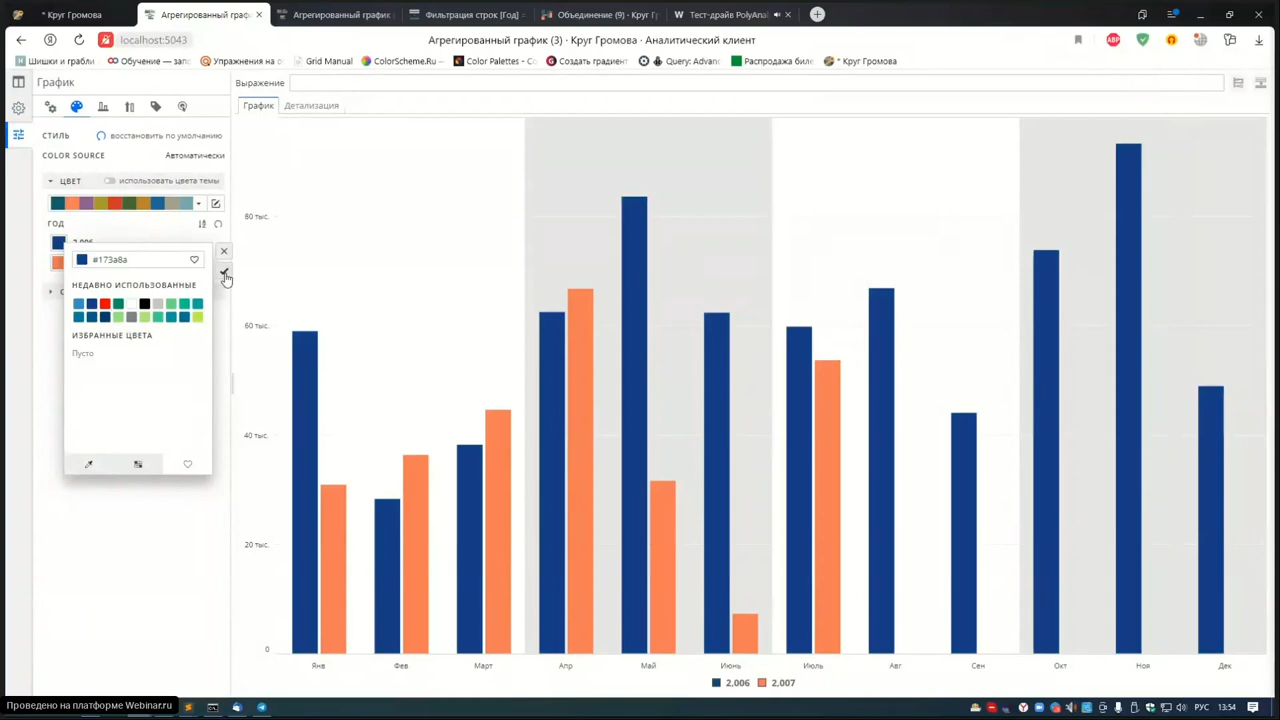 * Круг Громова
Агрегированный граф
Агрегированный график
Фильтрация строк [Год] =
Объединение (9) - Круг Гр
Тест-драйв PolyAnal
localhost:5043
Агрегированный график (3) · Круг Громова · Аналитический клиент
Шишки и грабли
Обучение — запо
Упражнения на о
Grid Manual
ColorScheme.Ru –
Color Palettes - Co
Создать градиент
Query: Advanc
Распродажа билe
* Круг Громова
График
Выражение
График
Детализация
СТИЛЬ
восстановить по умолчанию
COLOR SOURCE
Автоматически
ЦВЕТ
использовать цвета темы
ГОД
#173a8a
НЕДАВНО ИСПОЛЬЗОВАННЫЕ
ИЗБРАННЫЕ ЦВЕТА
Пусто
80 тыс.
60 тыс.
40 тыс.
20 тыс.
0
Янв
Фев
Март
Апр
Май
Июнь
Июль
Авг
Сен
Окт
Ноя
Дек
2,006
2,007
Проведено на платформе Webinar.ru
РУС
13:54